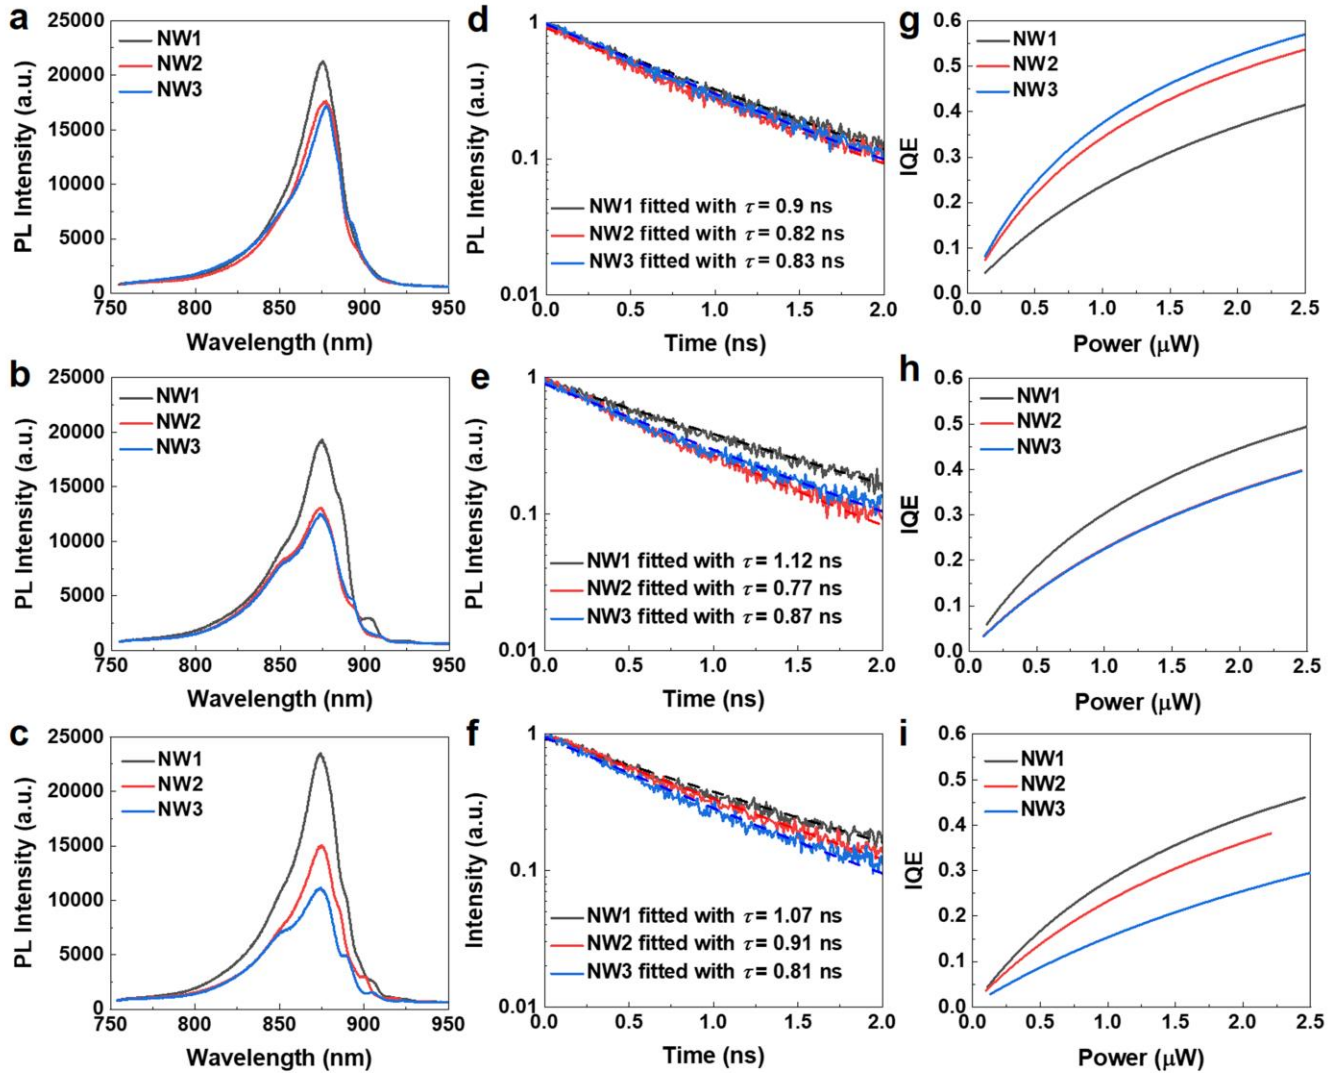 a
25000
20000
15000
10000
5000
0
PL Intensity (a.u.)
NW1
NW2
NW3
750 800 850 900 950
Wavelength (nm)
d
1
0.1
0.01
PL Intensity (a.u.)
NW1 fitted with τ = 0.9 ns
NW2 fitted with τ = 0.82 ns
NW3 fitted with τ = 0.83 ns
0.0 0.5 1.0 1.5 2.0
Time (ns)
g
0.6
0.5
0.4
0.3
0.2
0.1
0.0
IQE
NW1
NW2
NW3
0.0 0.5 1.0 1.5 2.0 2.5
Power (μW)
b
25000
20000
15000
10000
5000
0
PL Intensity (a.u.)
NW1
NW2
NW3
750 800 850 900 950
Wavelength (nm)
e
1
0.1
0.01
PL Intensity (a.u.)
NW1 fitted with τ = 1.12 ns
NW2 fitted with τ = 0.77 ns
NW3 fitted with τ = 0.87 ns
0.0 0.5 1.0 1.5 2.0
Time (ns)
h
0.6
0.5
0.4
0.3
0.2
0.1
0.0
IQE
NW1
NW2
NW3
0.0 0.5 1.0 1.5 2.0 2.5
Power (μW)
c
25000
20000
15000
10000
5000
0
PL Intensity (a.u.)
NW1
NW2
NW3
750 800 850 900 950
Wavelength (nm)
f
1
0.1
0.01
Intensity (a.u.)
NW1 fitted with τ = 1.07 ns
NW2 fitted with τ = 0.91 ns
NW3 fitted with τ = 0.81 ns
0.0 0.5 1.0 1.5 2.0
Time (ns)
i
0.6
0.5
0.4
0.3
0.2
0.1
0.0
IQE
NW1
NW2
NW3
0.0 0.5 1.0 1.5 2.0 2.5
Power (μW)